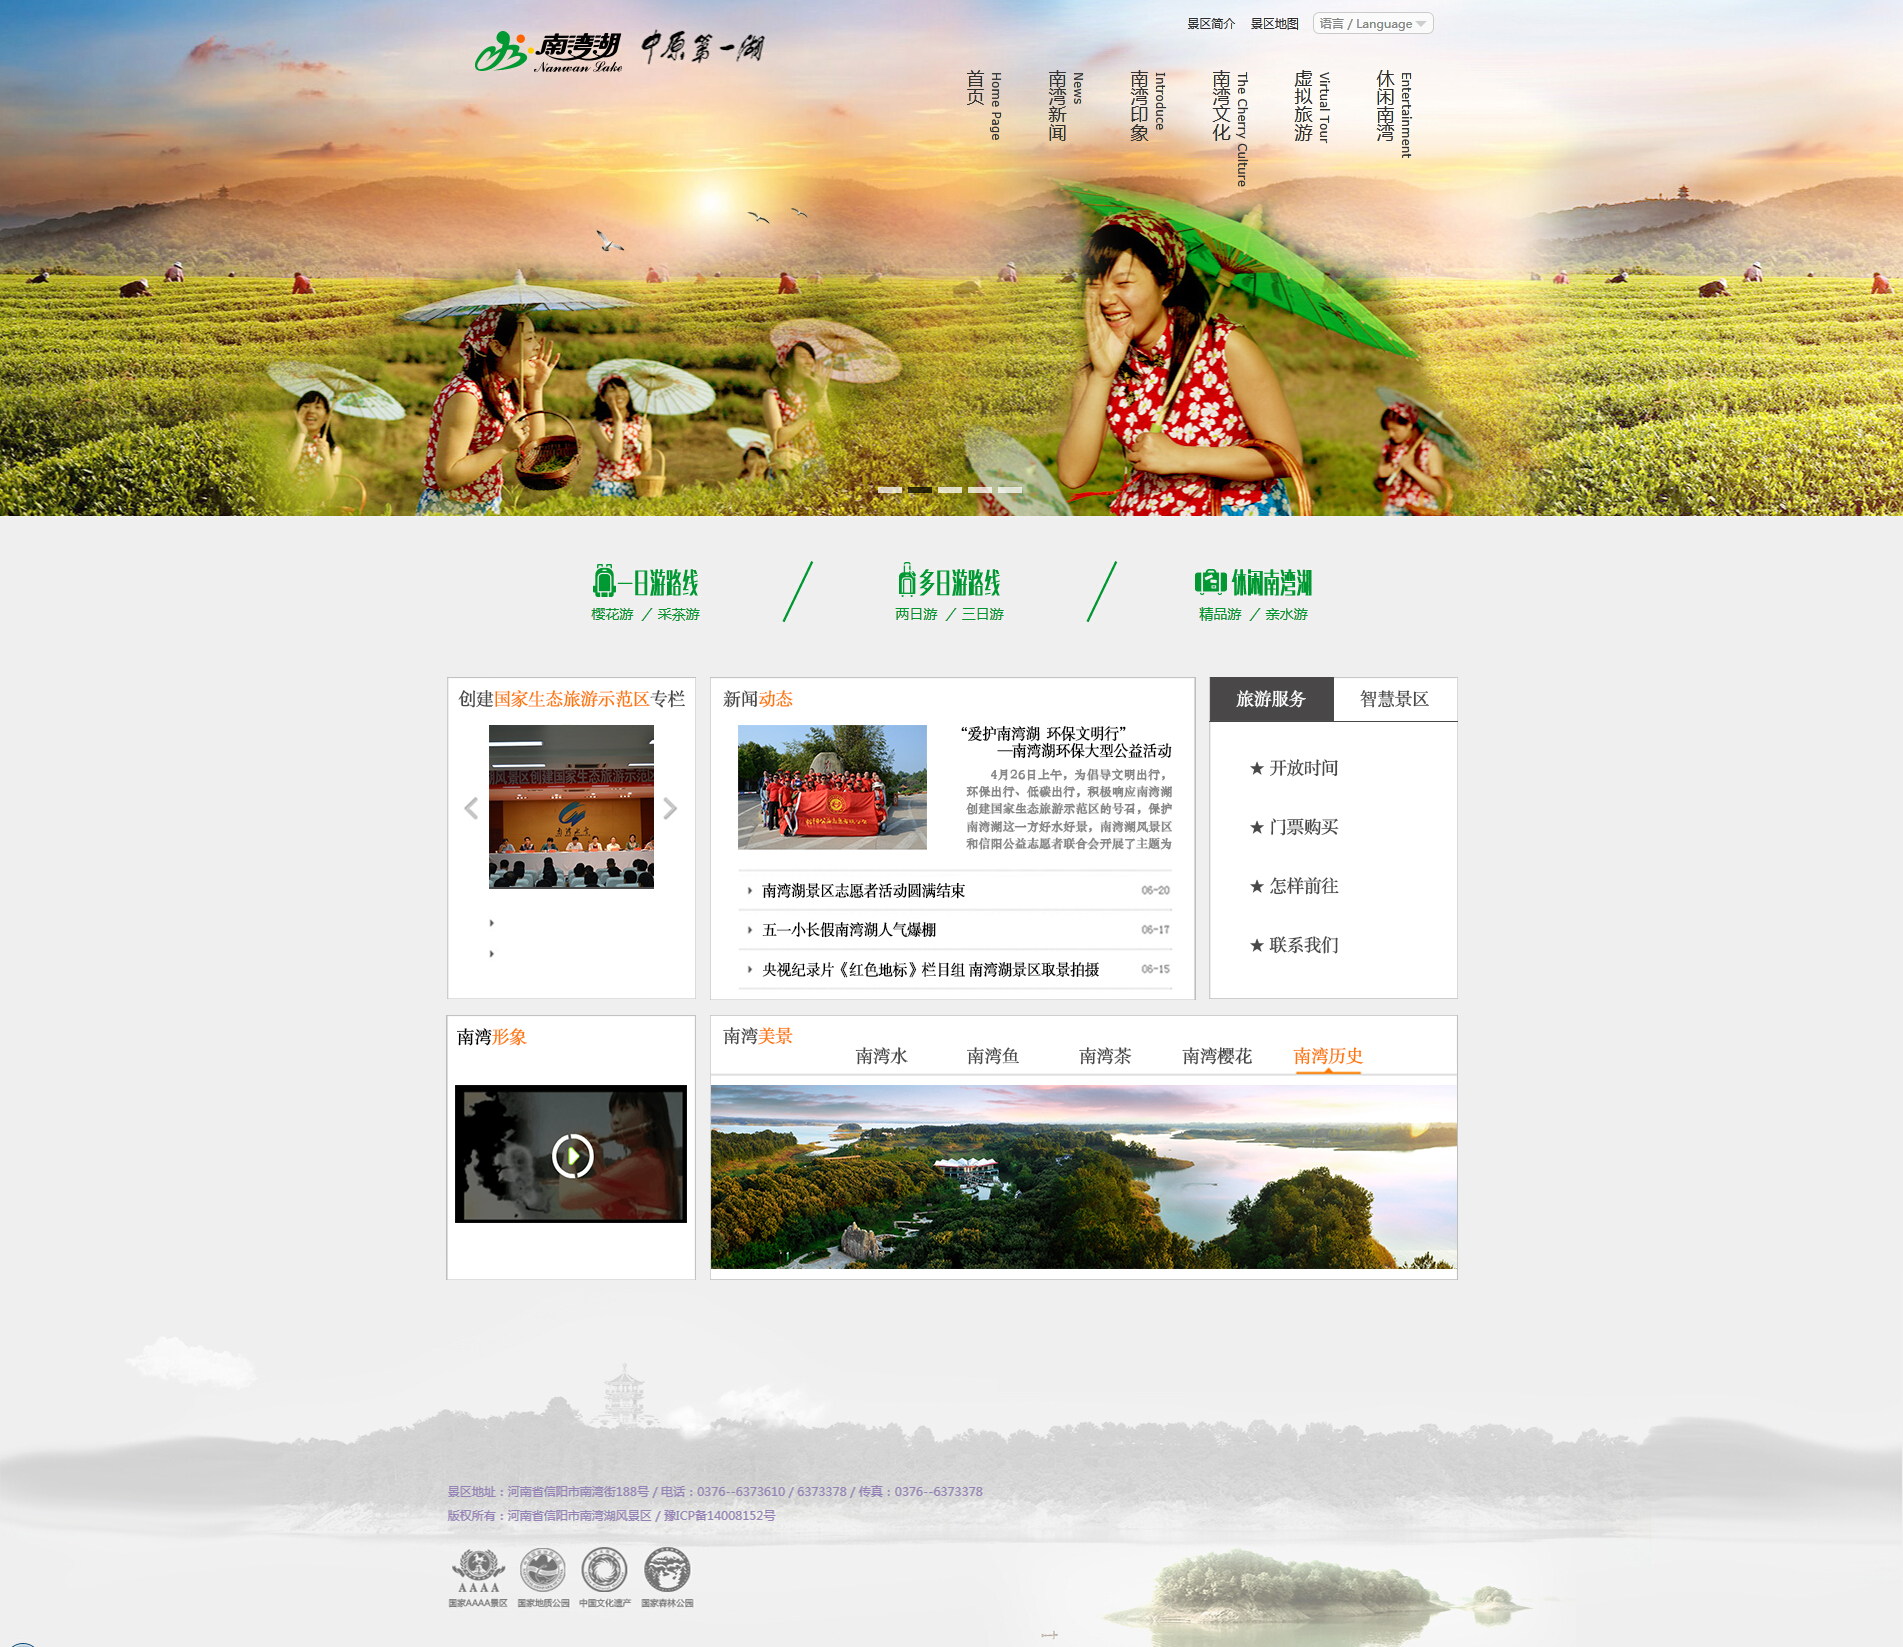 景区简介 景区地图 语言 / Language
南湾湖 中原第一湖
Nanwan Lake
首页 Home Page
南湾新闻 News
南湾印象 Introduce
南湾文化 The Cherry Culture
虚拟旅游 Virtual Tour
休闲南湾 Entertainment
一日游路线
樱花游 / 采茶游
多日游路线
两日游 / 三日游
休闲南湾湖
精品游 / 亲水游
创建国家生态旅游示范区专栏
新闻动态
“爱护南湾湖 环保文明行”
—南湾湖环保大型公益活动
4月26日上午，为倡导文明出行，
环保出行、低碳出行，积极响应南湾湖
创建国家生态旅游示范区的号召，保护
南湾湖这一方好水好景，南湾湖风景区
和信阳公益志愿者联合会开展了主题为
南湾湖景区志愿者活动圆满结束 06-20
五一小长假南湾湖人气爆棚 06-17
央视纪录片《红色地标》栏目组 南湾湖景区取景拍摄 06-15
旅游服务 智慧景区
★ 开放时间
★ 门票购买
★ 怎样前往
★ 联系我们
南湾形象
南湾美景
南湾水 南湾鱼 南湾茶 南湾樱花 南湾历史
景区地址：河南省信阳市南湾街188号 / 电话：0376--6373610 / 6373378 / 传真：0376--6373378
版权所有：河南省信阳市南湾湖风景区 / 豫ICP备14008152号
AAAA
国家AAAA景区 国家地质公园 中国文化遗产 国家森林公园